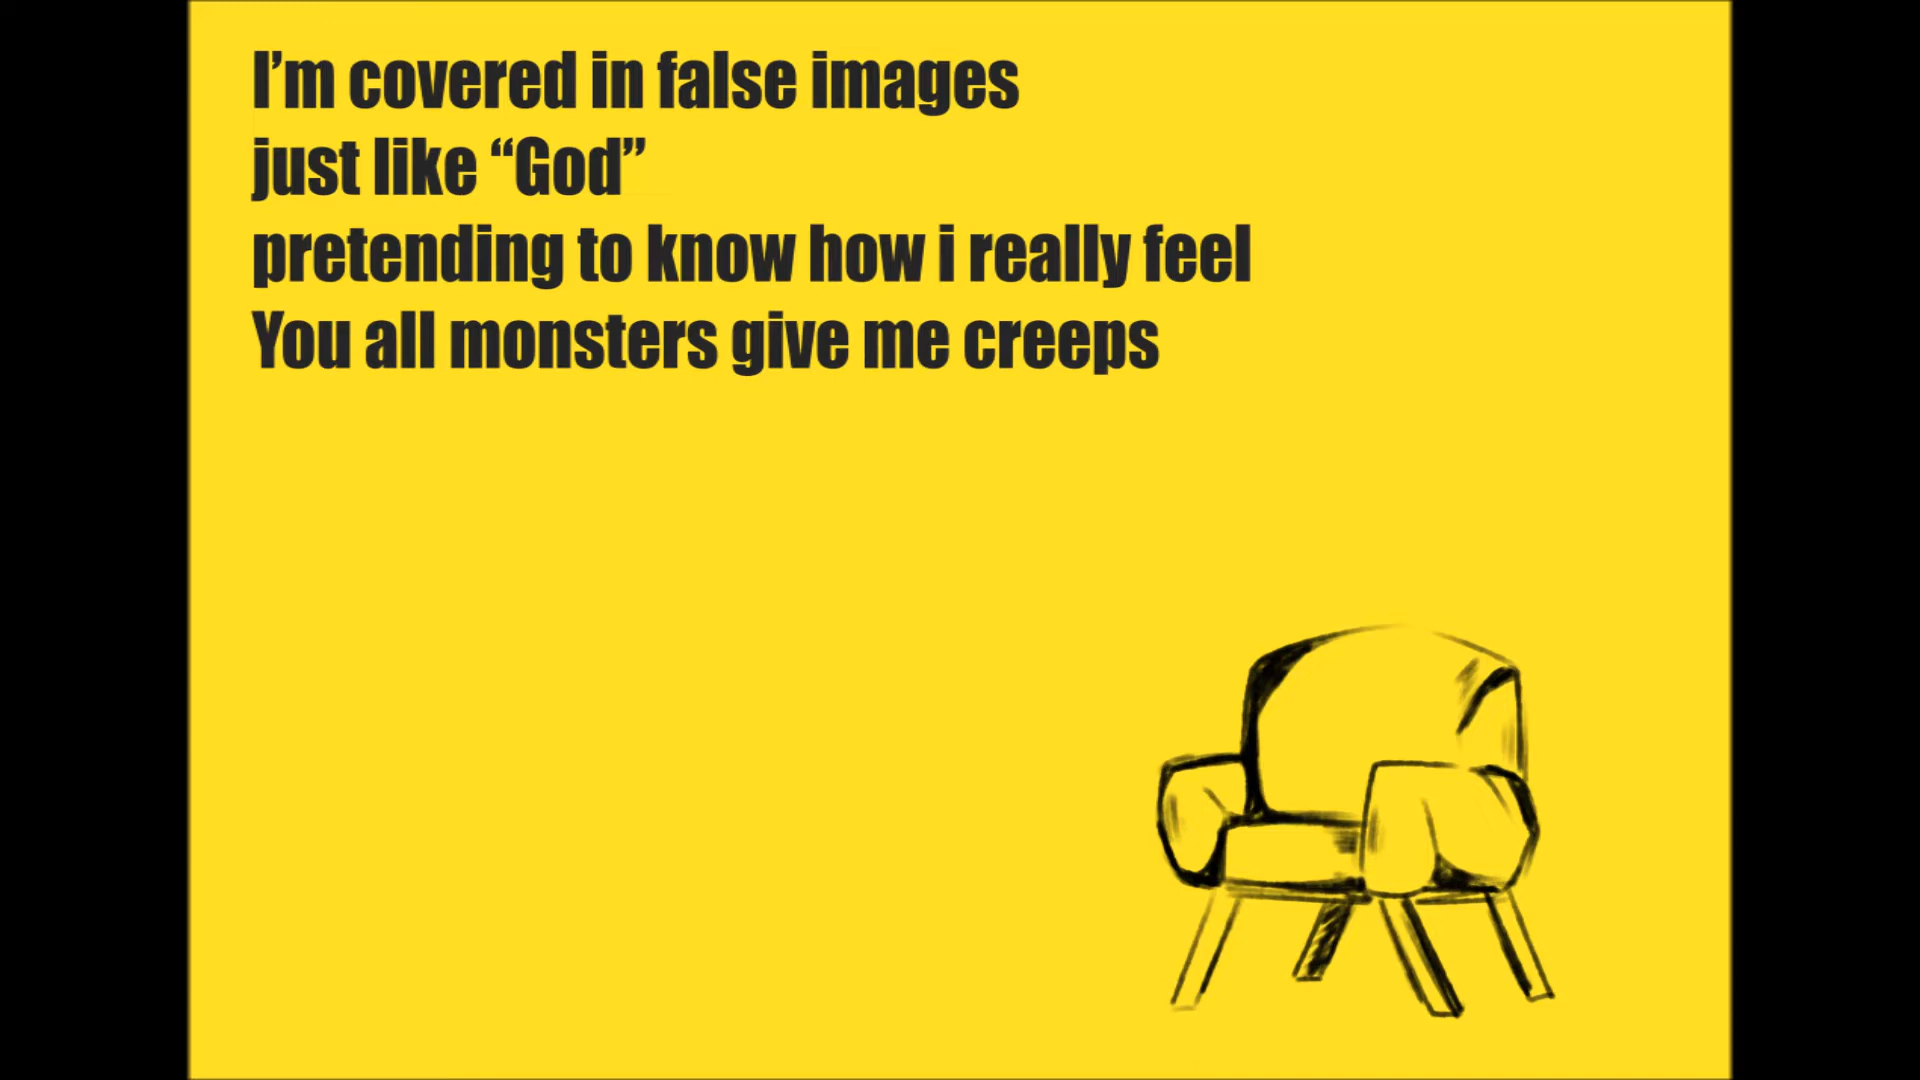 I’m covered in false images
just like “God”
pretending to know how i really feel
You all monsters give me creeps